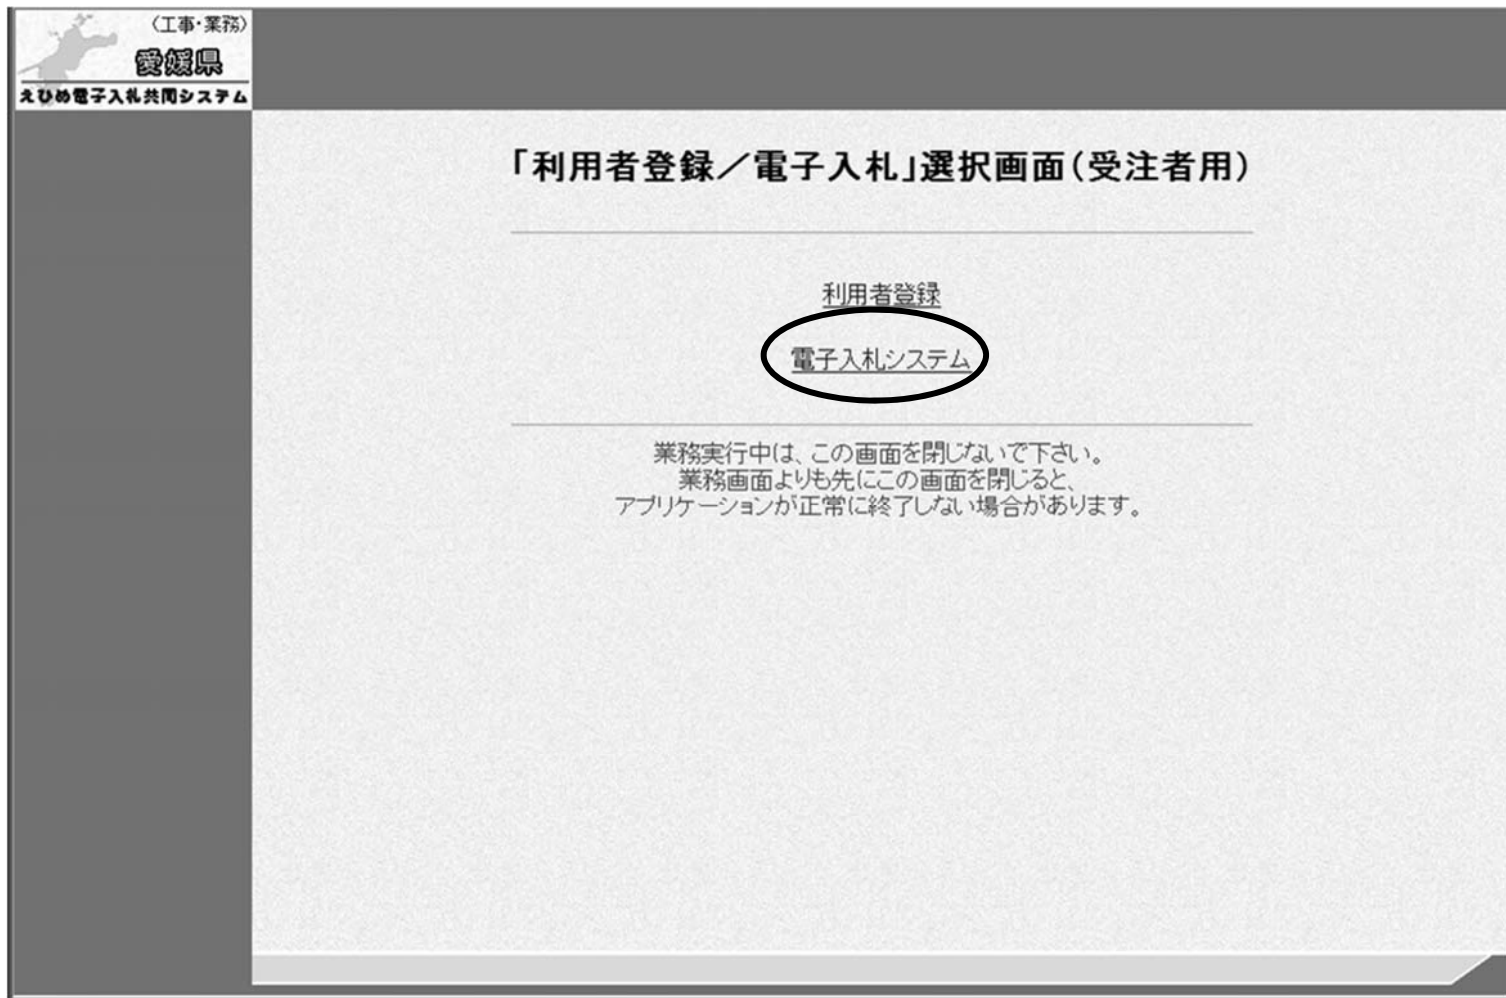 〈工事・業務〉
愛媛県
えひめ電子入札共同システム
「利用者登録／電子入札」選択画面（受注者用）
利用者登録
電子入札システム
業務実行中は、この画面を閉じないで下さい。
業務画面よりも先にこの画面を閉じると、
アプリケーションが正常に終了しない場合があります。